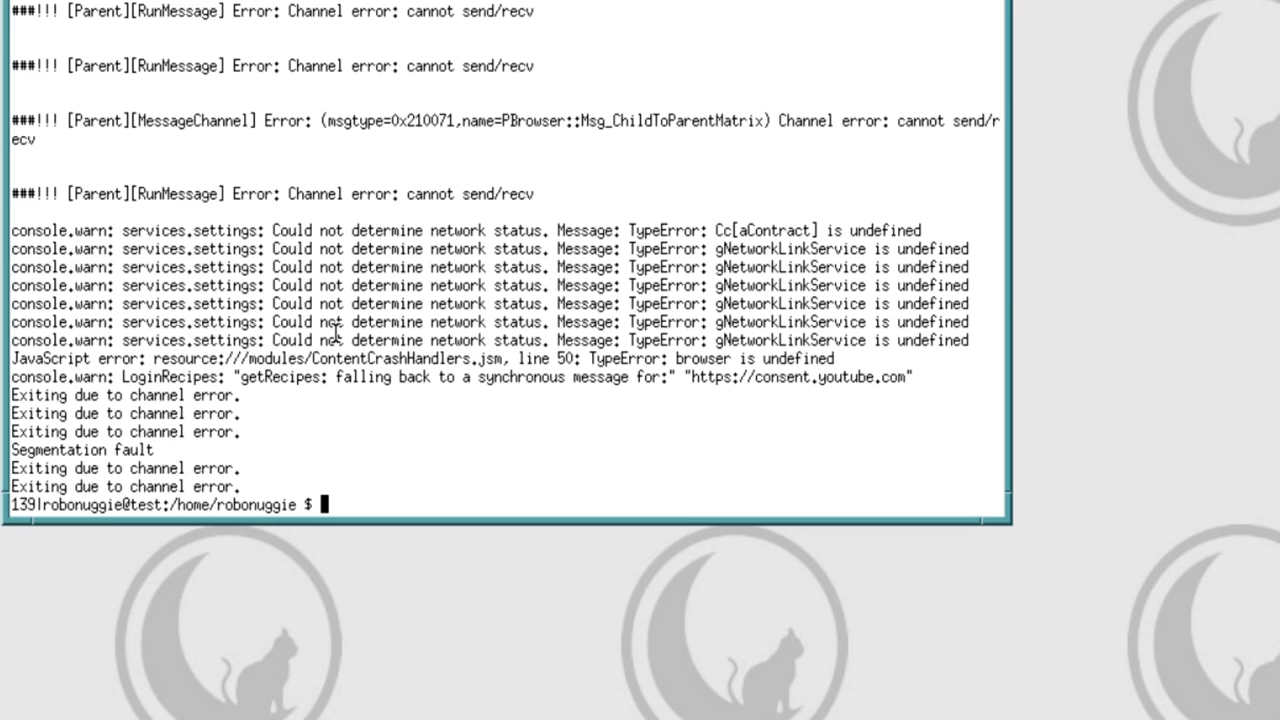 ###!!! [Parent][RunMessage] Error: Channel error: cannot send/recv
###!!! [Parent][RunMessage] Error: Channel error: cannot send/recv
###!!! [Parent][MessageChannel] Error: (msgtype=0x210071,name=PBrowser::Msg_ChildToParentMatrix) Channel error: cannot send/r
ecv
###!!! [Parent][RunMessage] Error: Channel error: cannot send/recv
console.warn: services.settings: Could not determine network status. Message: TypeError: Cc[aContract] is undefined
console.warn: services.settings: Could not determine network status. Message: TypeError: gNetworkLinkService is undefined
console.warn: services.settings: Could not determine network status. Message: TypeError: gNetworkLinkService is undefined
console.warn: services.settings: Could not determine network status. Message: TypeError: gNetworkLinkService is undefined
console.warn: services.settings: Could not determine network status. Message: TypeError: gNetworkLinkService is undefined
console.warn: services.settings: Could not determine network status. Message: TypeError: gNetworkLinkService is undefined
console.warn: services.settings: Could not determine network status. Message: TypeError: gNetworkLinkService is undefined
JavaScript error: resource:///modules/ContentCrashHandlers.jsm, line 50: TypeError: browser is undefined
console.warn: LoginRecipes: "getRecipes: falling back to a synchronous message for:" "https://consent.youtube.com"
Exiting due to channel error.
Exiting due to channel error.
Exiting due to channel error.
Segmentation fault
Exiting due to channel error.
Exiting due to channel error.
139|robonuggie@test:/home/robonuggie $